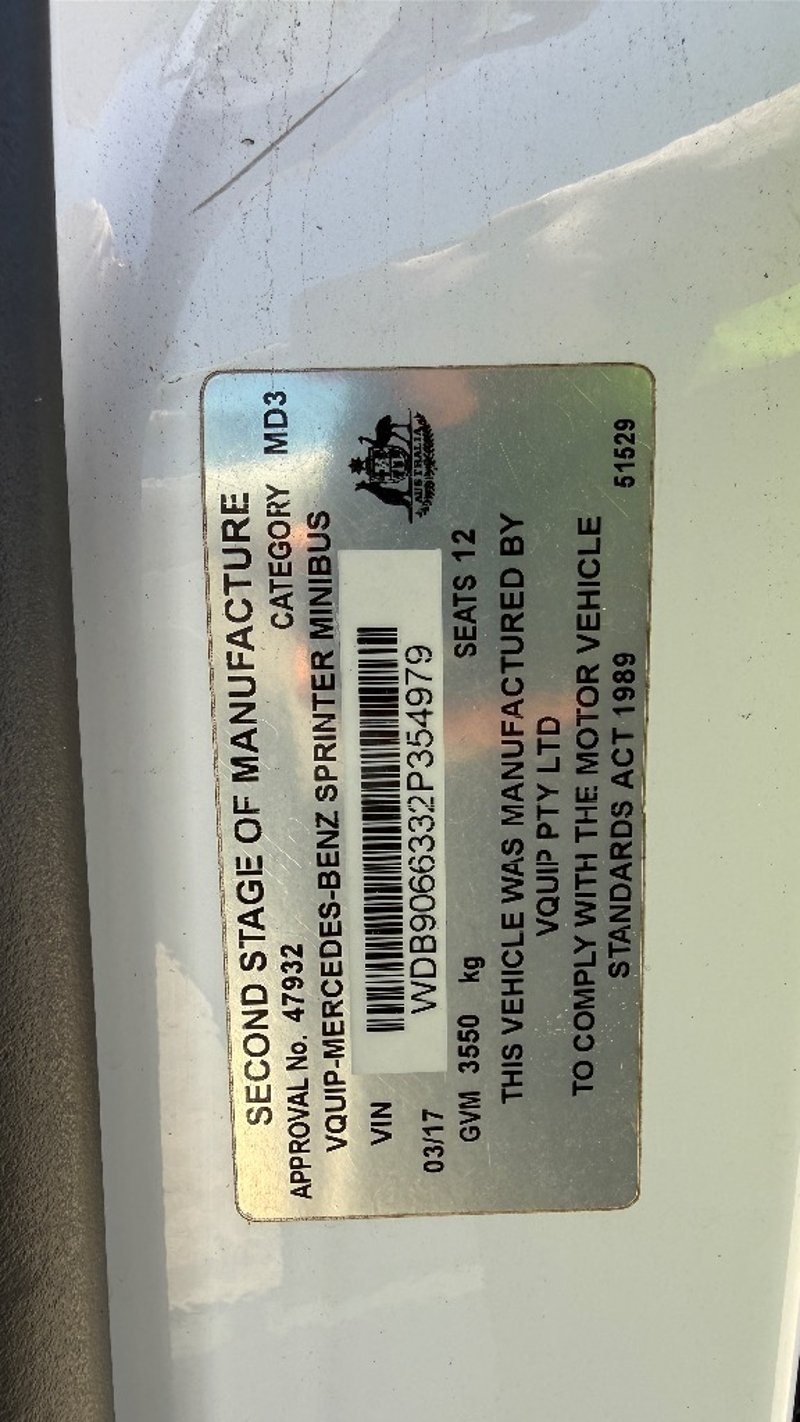 SECOND STAGE OF MANUFACTURE
APPROVAL No. 47932 CATEGORY MD3
VQUIP-MERCEDES-BENZ SPRINTER MINIBUS
AUSTRALIA
VIN
WDB9066332P354979
03/17
GVM 3550 kg SEATS 12
THIS VEHICLE WAS MANUFACTURED BY
VQUIP PTY LTD
TO COMPLY WITH THE MOTOR VEHICLE
STANDARDS ACT 1989
51529